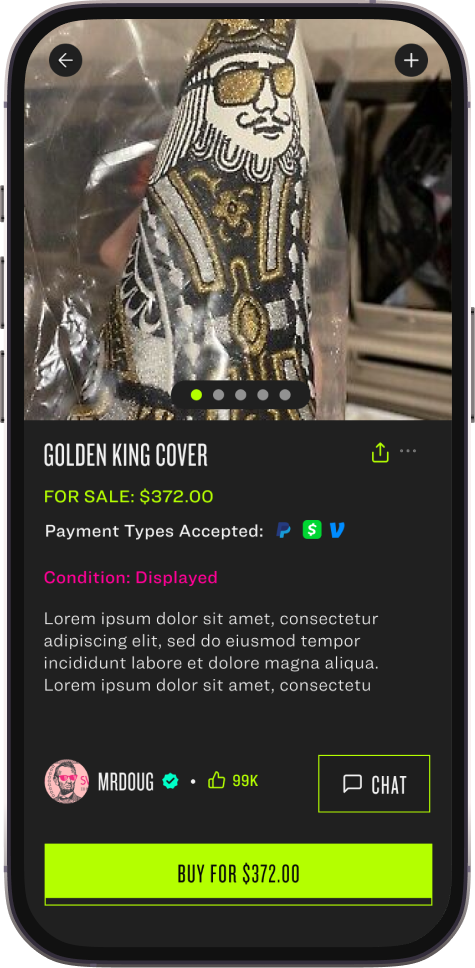 GOLDEN KING COVER
FOR SALE: $372.00
Payment Types Accepted:
Condition: Displayed
Lorem ipsum dolor sit amet, consectetur
adipiscing elit, sed do eiusmod tempor
incididunt labore et dolore magna aliqua.
Lorem ipsum dolor sit amet, consectetu
MRDOUG • 99K
CHAT
BUY FOR $372.00